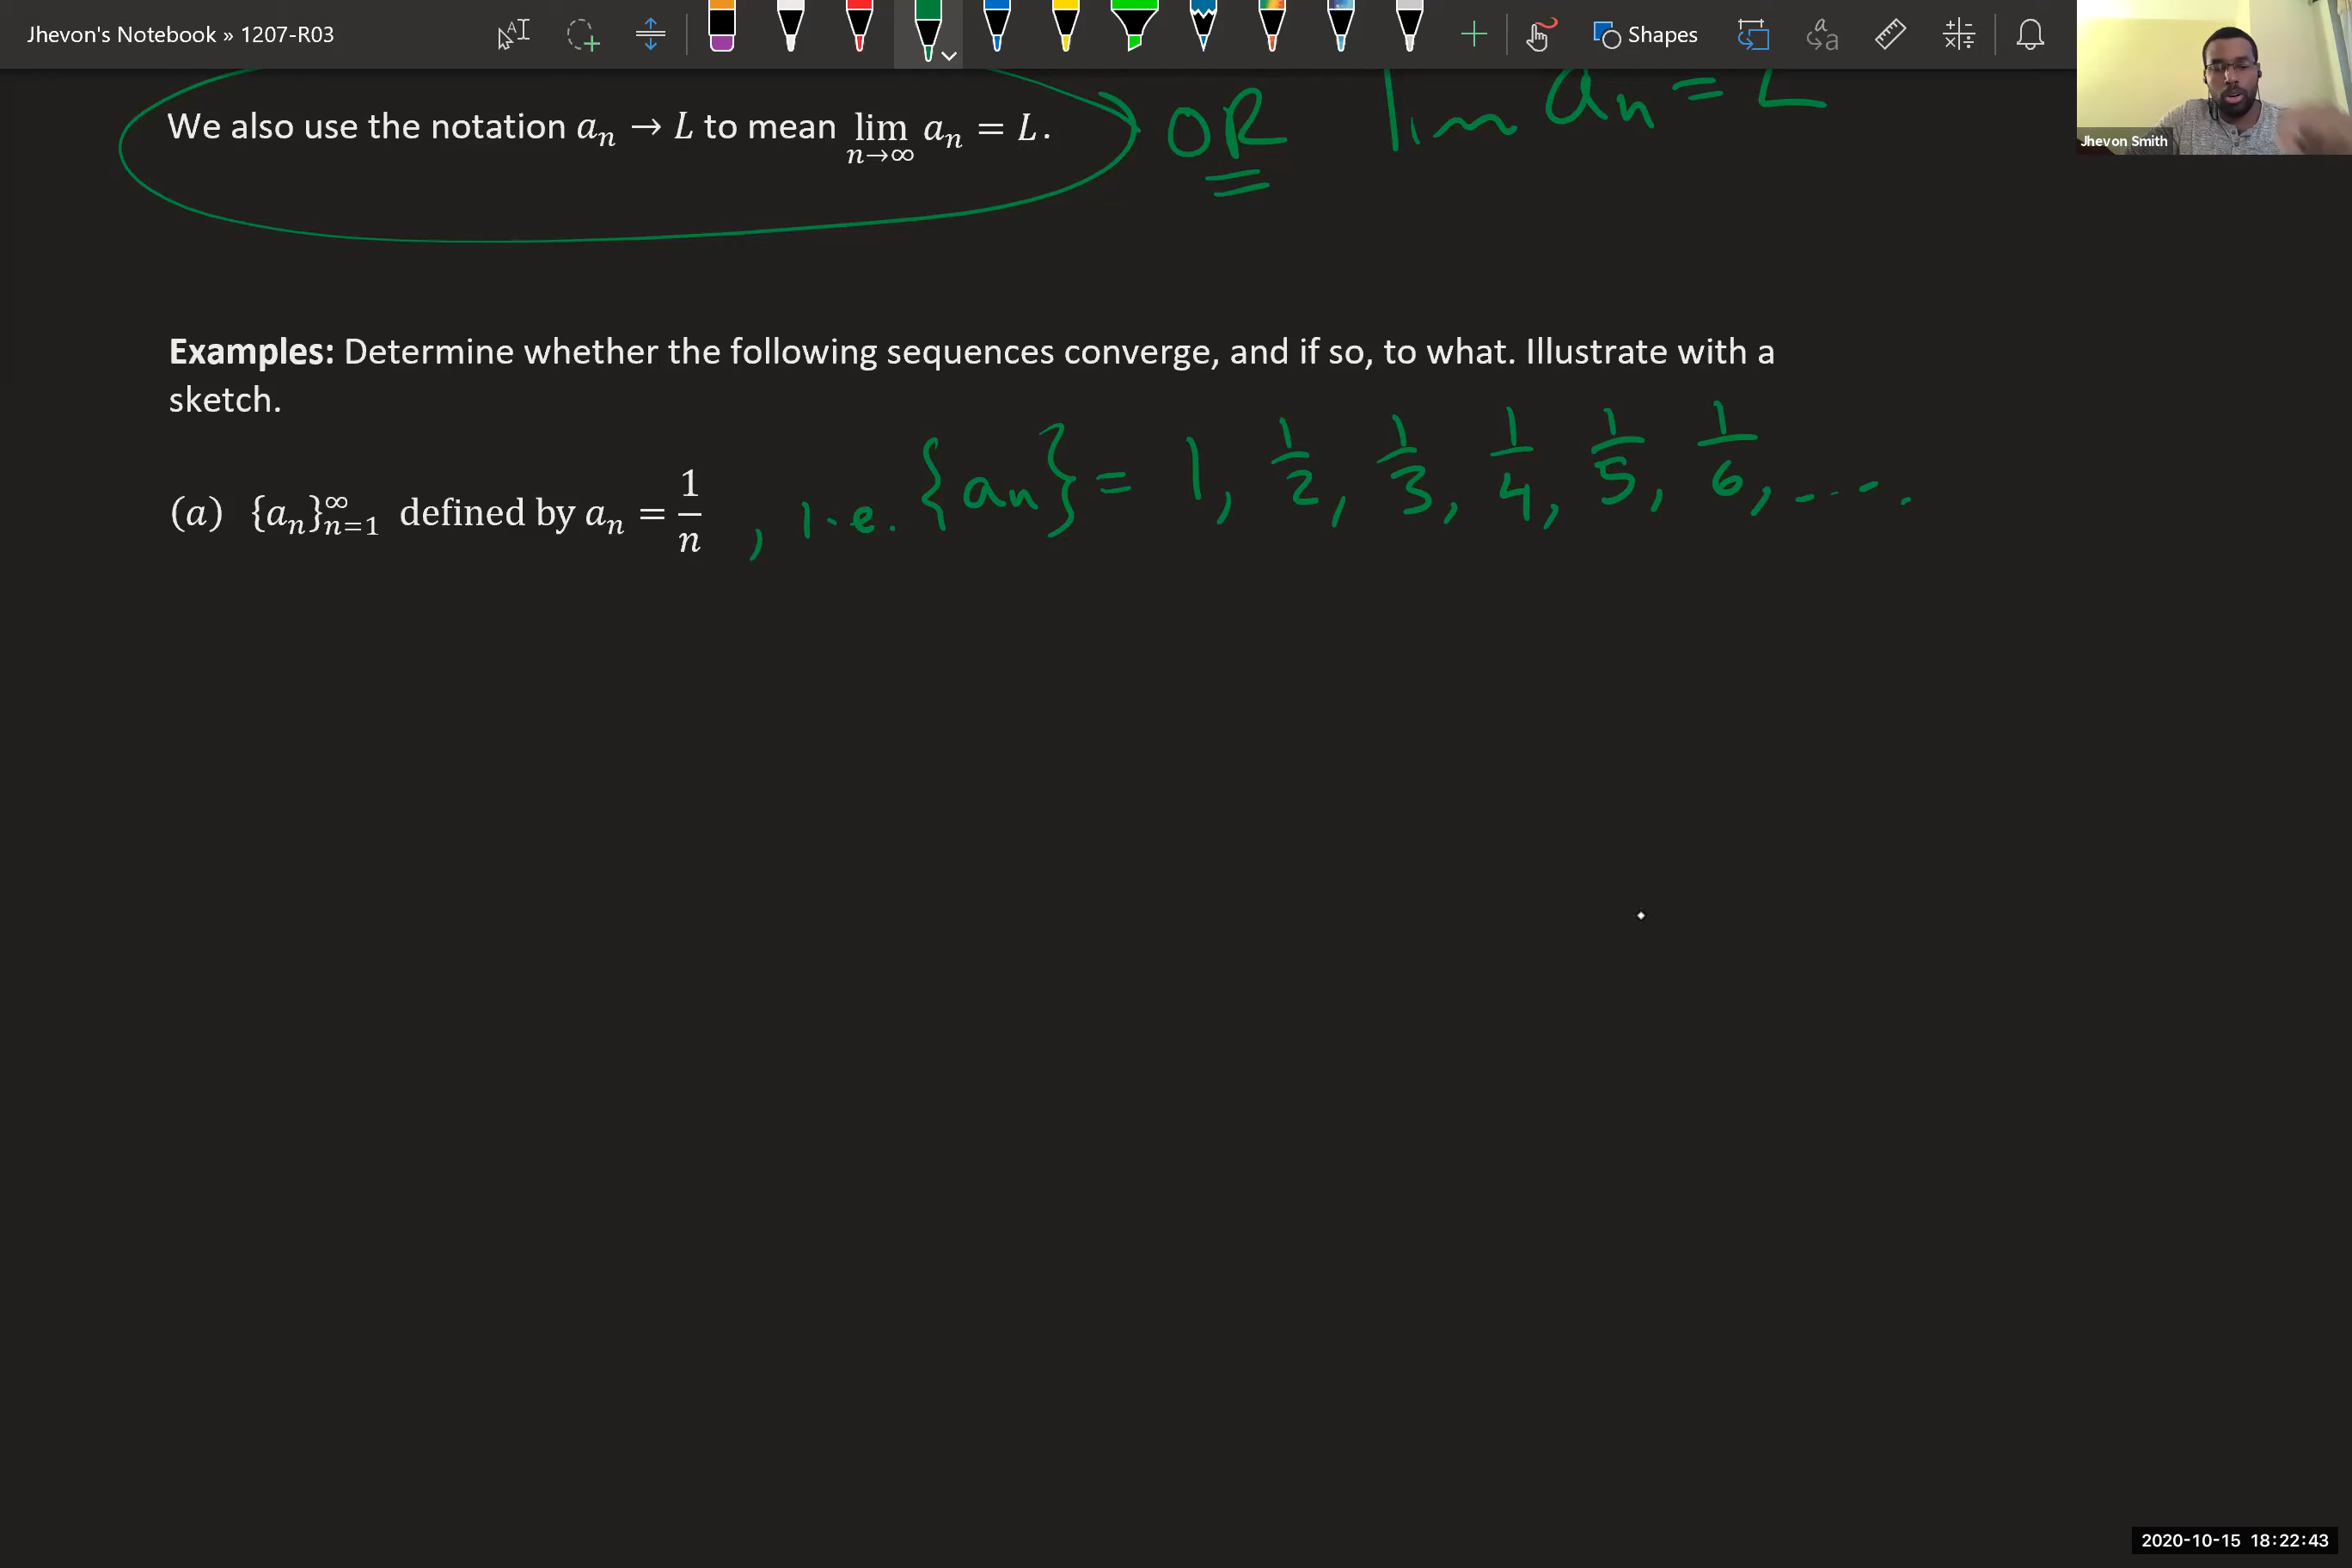 Jhevon's Notebook » 1207-R03
Shapes
Jhevon Smith
We also use the notation aₙ → L to mean lim n→∞ aₙ = L. OR lim aₙ = L
Examples: Determine whether the following sequences converge, and if so, to what. Illustrate with a
sketch.
(a) {aₙ}∞ n=1 defined by aₙ = 1/n , i.e. {aₙ} = 1, 1/2, 1/3, 1/4, 1/5, 1/6, .....
2020-10-15 18:22:43